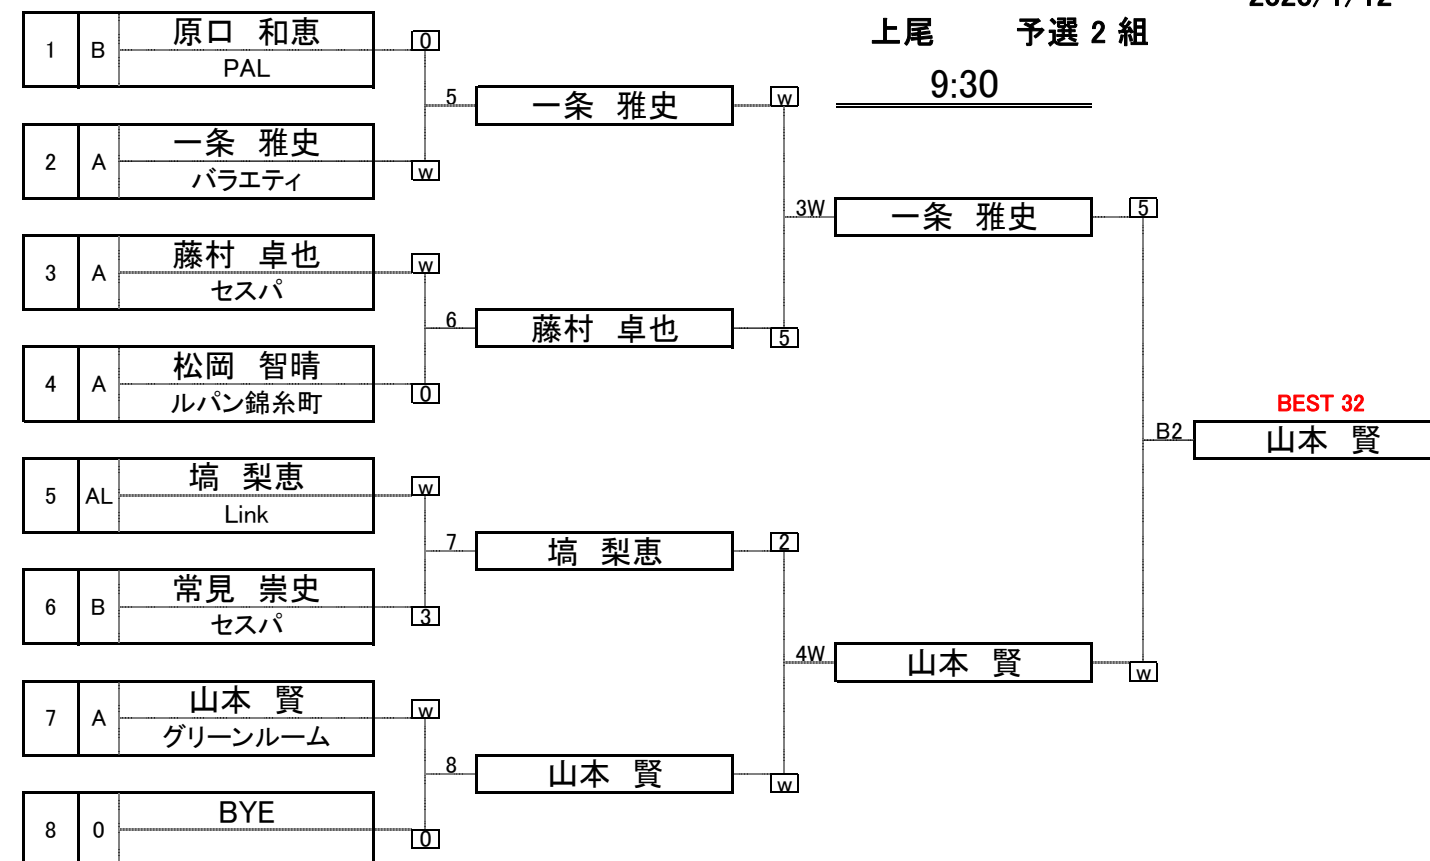 上尾 予選 2 組
9:30
1 B 原口 和恵 0
PAL
5 一条 雅史 w
2 A 一条 雅史
バラエティ w
3W 一条 雅史 5
3 A 藤村 卓也 w
セスパ
6 藤村 卓也 5
4 A 松岡 智晴
ルパン錦糸町 0
BEST 32
B2 山本 賢
5 AL 塙 梨恵 w
Link
7 塙 梨恵 2
6 B 常見 崇史
セスパ 3
4W 山本 賢 w
7 A 山本 賢 w
グリーンルーム
8 山本 賢 w
8 0 BYE 0